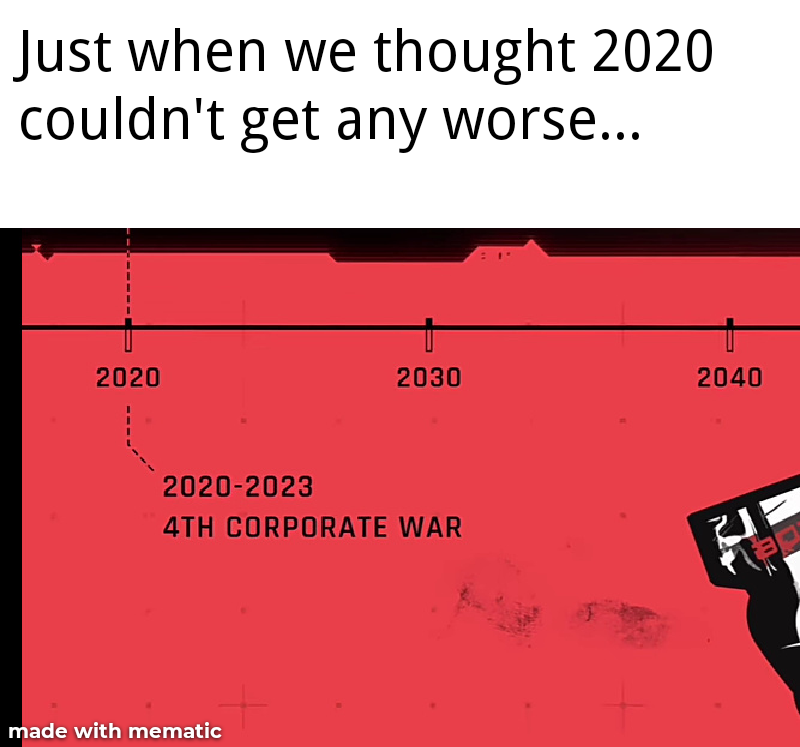 Just when we thought 2020
couldn't get any worse...
2020
2030
2040
2020-2023
4TH CORPORATE WAR
made with mematic